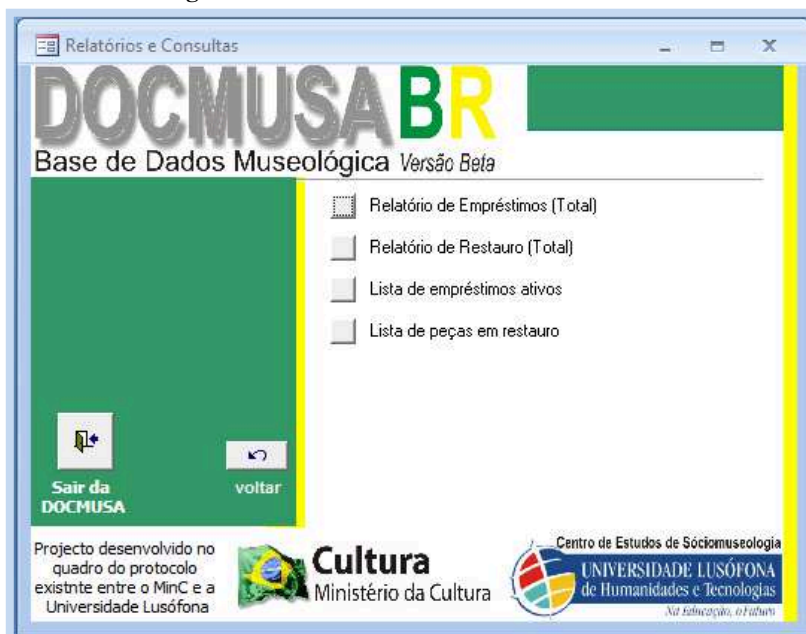 Relatórios e Consultas
DOCMUSA BR
Base de Dados Museológica Versão Beta
Relatório de Empréstimos (Total)
Relatório de Restauro (Total)
Lista de empréstimos ativos
Lista de peças em restauro
Sair da
DOCMUSA
voltar
Projecto desenvolvido no
quadro do protocolo
existnte entre o MinC e a
Universidade Lusófona
Cultura
Ministério da Cultura
Centro de Estudos de Sóciomuseologia
UNIVERSIDADE LUSÓFONA
de Humanidades e Tecnologias
Na Educação, o Futuro